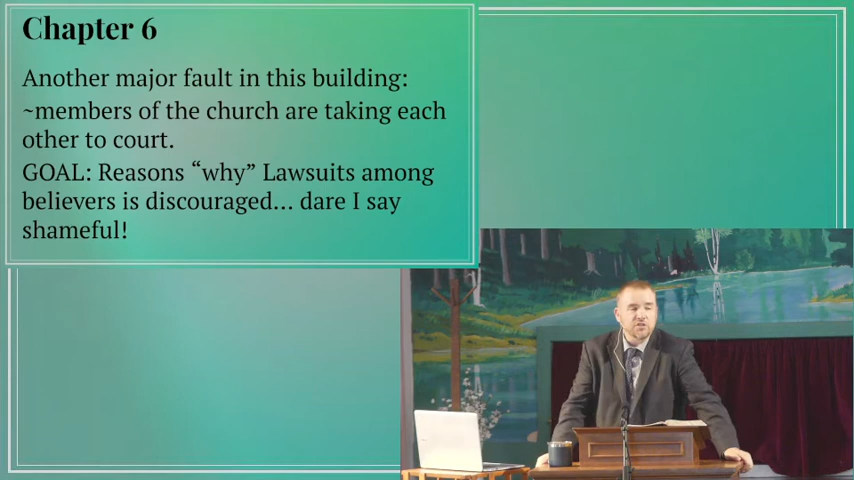 Chapter 6
Another major fault in this building:
~members of the church are taking each
other to court.
GOAL: Reasons “why” Lawsuits among
believers is discouraged... dare I say
shameful!